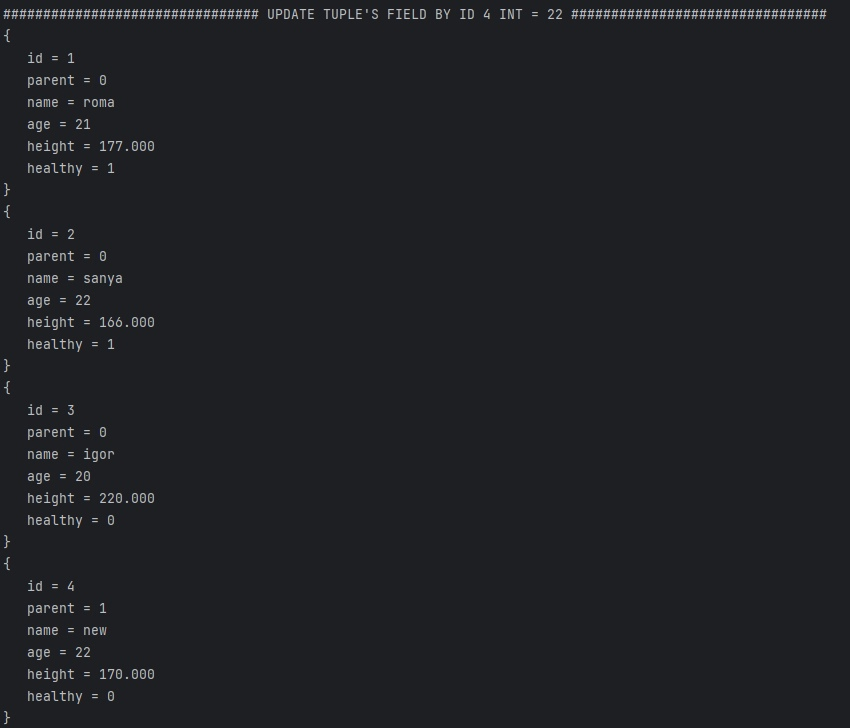 ################################ UPDATE TUPLE'S FIELD BY ID 4 INT = 22 ################################
{
   id = 1
   parent = 0
   name = roma
   age = 21
   height = 177.000
   healthy = 1
}
{
   id = 2
   parent = 0
   name = sanya
   age = 22
   height = 166.000
   healthy = 1
}
{
   id = 3
   parent = 0
   name = igor
   age = 20
   height = 220.000
   healthy = 0
}
{
   id = 4
   parent = 1
   name = new
   age = 22
   height = 170.000
   healthy = 0
}